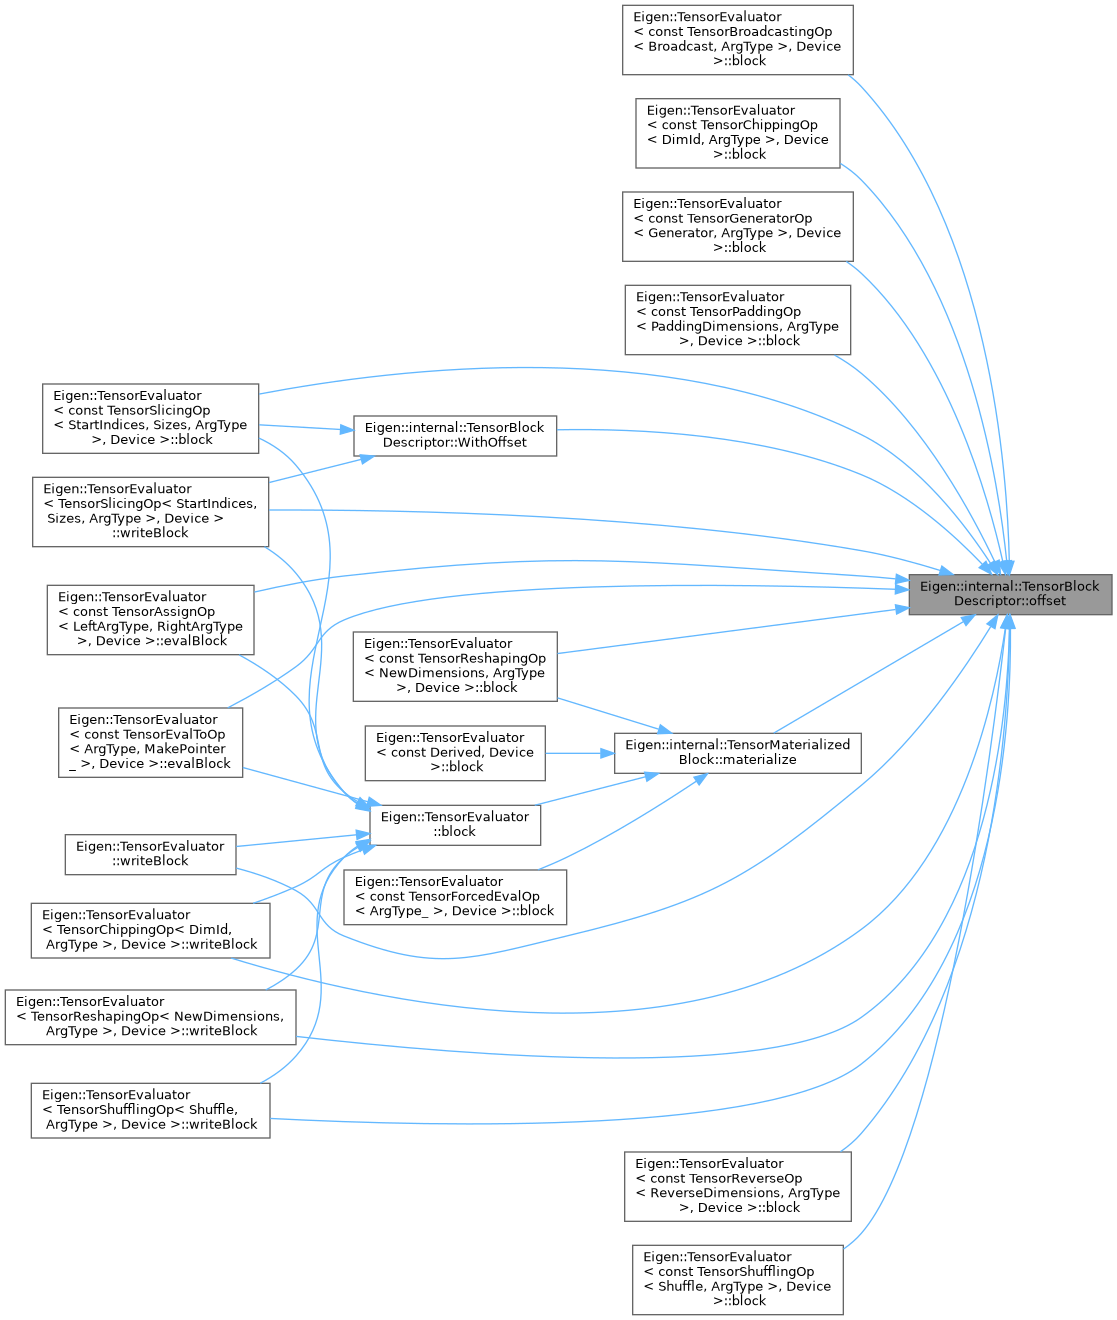 Eigen::TensorEvaluator
< const TensorBroadcastingOp
< Broadcast, ArgType >, Device
>::block
Eigen::TensorEvaluator
< const TensorChippingOp
< DimId, ArgType >, Device
>::block
Eigen::TensorEvaluator
< const TensorGeneratorOp
< Generator, ArgType >, Device
>::block
Eigen::TensorEvaluator
< const TensorPaddingOp
< PaddingDimensions, ArgType
>, Device >::block
Eigen::TensorEvaluator
< const TensorSlicingOp
< StartIndices, Sizes, ArgType
>, Device >::block
Eigen::internal::TensorBlock
Descriptor::WithOffset
Eigen::TensorEvaluator
< TensorSlicingOp< StartIndices,
Sizes, ArgType >, Device >
::writeBlock
Eigen::internal::TensorBlock
Descriptor::offset
Eigen::TensorEvaluator
< const TensorAssignOp
< LeftArgType, RightArgType
>, Device >::evalBlock
Eigen::TensorEvaluator
< const TensorReshapingOp
< NewDimensions, ArgType
>, Device >::block
Eigen::TensorEvaluator
< const TensorEvalToOp
< ArgType, MakePointer
_ >, Device >::evalBlock
Eigen::TensorEvaluator
< const Derived, Device
>::block
Eigen::internal::TensorMaterialized
Block::materialize
Eigen::TensorEvaluator
::block
Eigen::TensorEvaluator
::writeBlock
Eigen::TensorEvaluator
< const TensorForcedEvalOp
< ArgType_ >, Device >::block
Eigen::TensorEvaluator
< TensorChippingOp< DimId,
ArgType >, Device >::writeBlock
Eigen::TensorEvaluator
< TensorReshapingOp< NewDimensions,
ArgType >, Device >::writeBlock
Eigen::TensorEvaluator
< TensorShufflingOp< Shuffle,
ArgType >, Device >::writeBlock
Eigen::TensorEvaluator
< const TensorReverseOp
< ReverseDimensions, ArgType
>, Device >::block
Eigen::TensorEvaluator
< const TensorShufflingOp
< Shuffle, ArgType >, Device
>::block